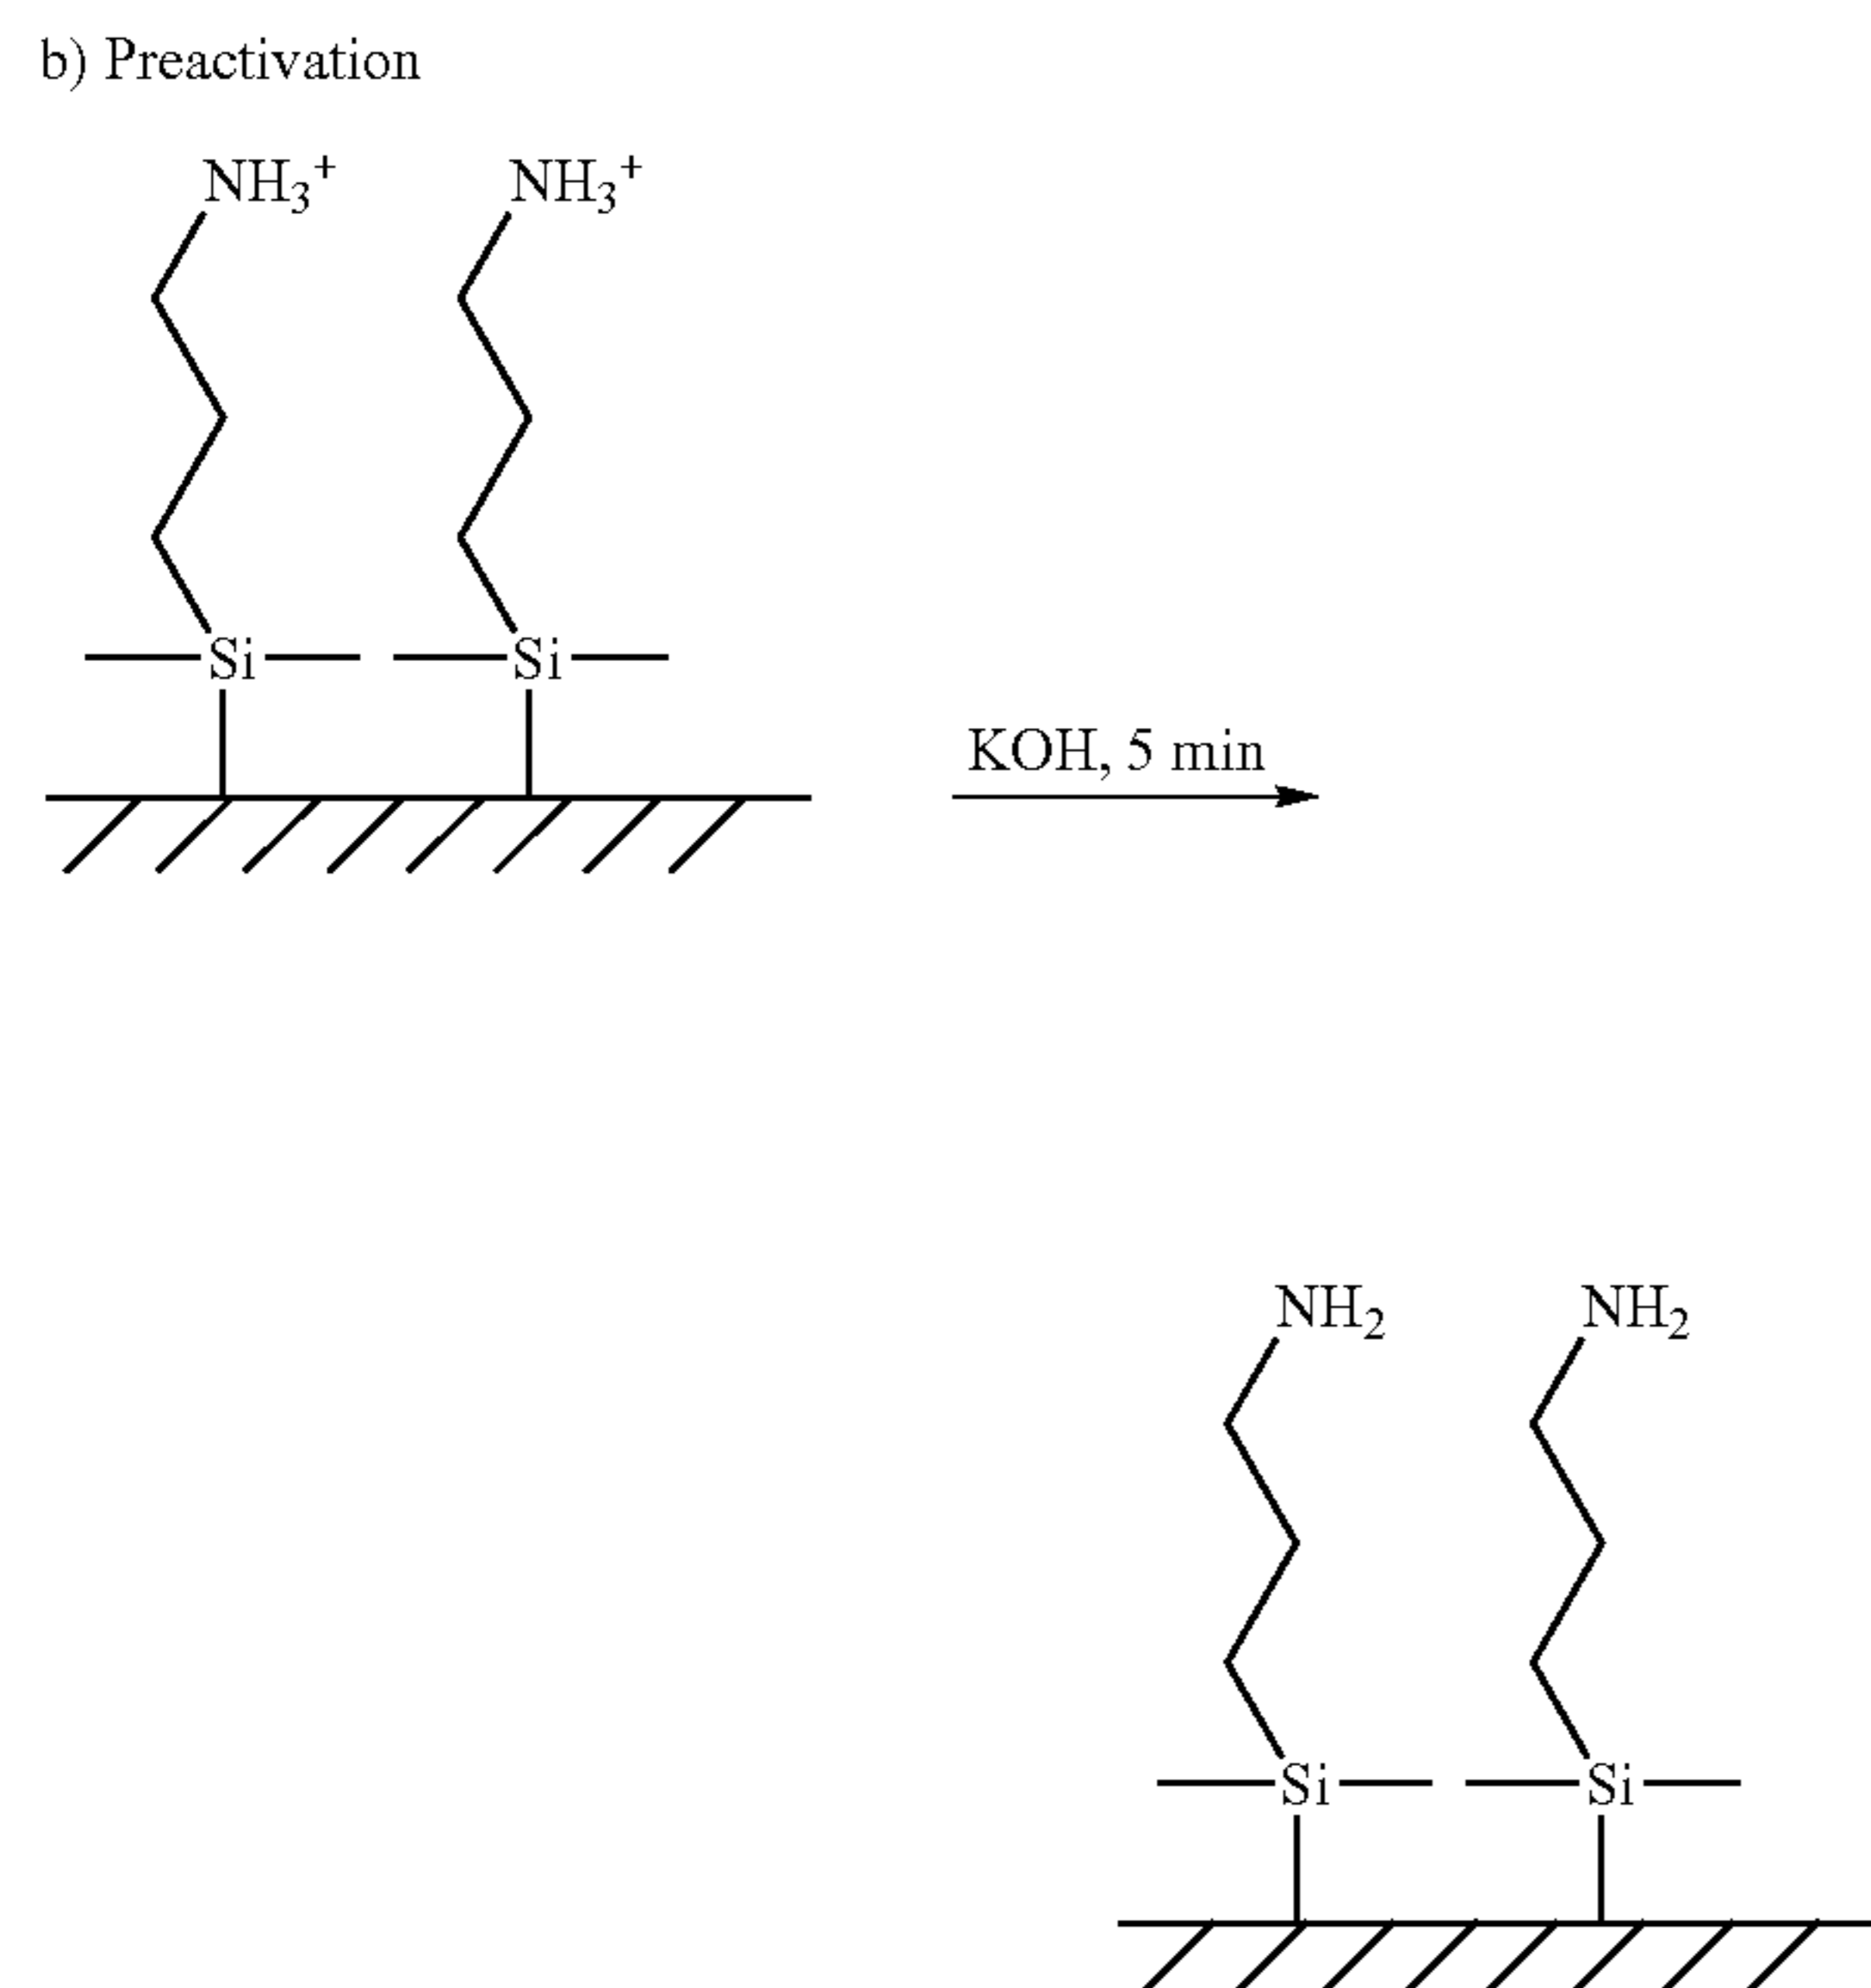 b) Preactivation
NH₃⁺ NH₃⁺
Si Si
KOH, 5 min
NH₂ NH₂
Si Si